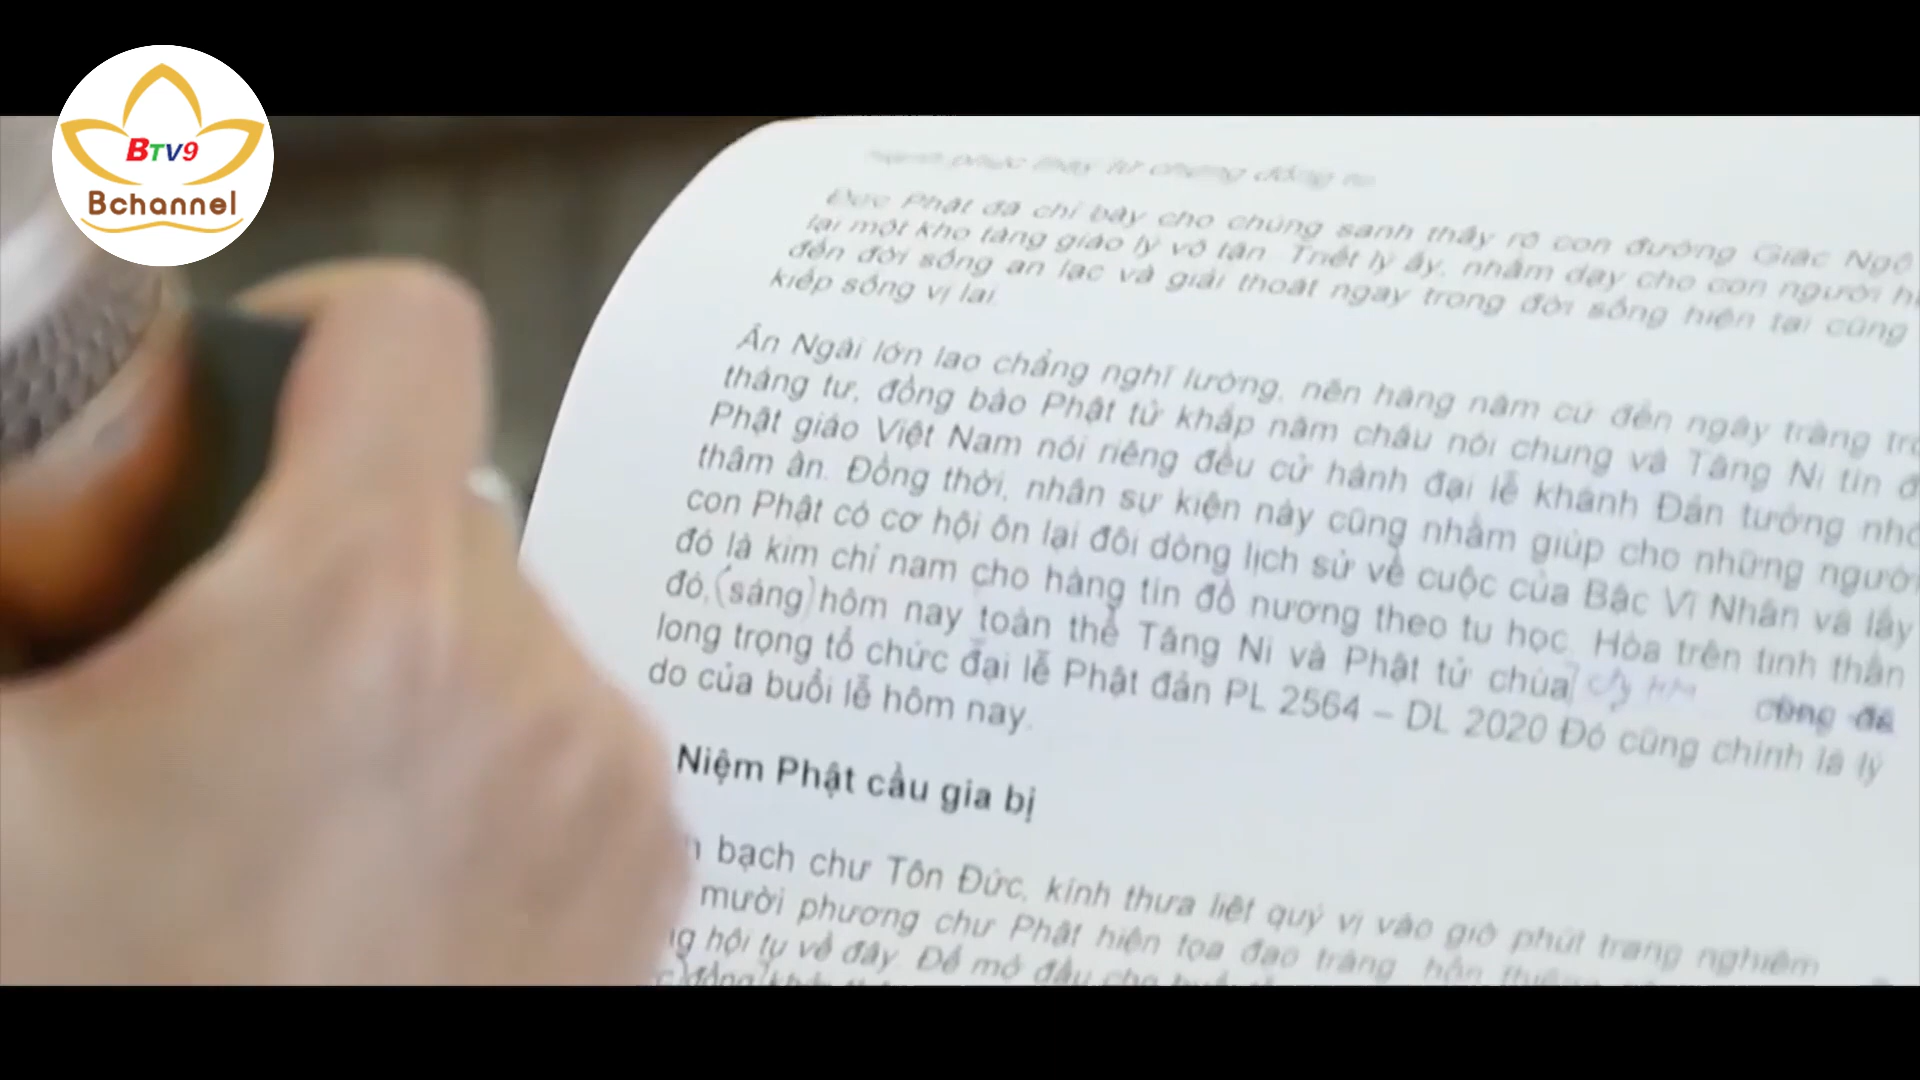 BTV9
Bchannel
phúc thay từ chưởng đồng tu
Đức Phật đã chỉ bày cho chúng sanh thấy rõ con đường Giác Ngộ
lại một kho tàng giáo lý vô tận. Triết lý ấy, nhằm dạy cho con người
đến đời sống an lạc và giải thoát ngay trong đời sống hiện tại cũng
kiếp sống vị lai.
Ân Ngài lớn lao chẳng nghĩ lường, nên hàng năm cứ đến ngày trăng
tháng tư, đồng bào Phật tử khắp năm châu nói chung và Tăng Ni tín
Phật giáo Việt Nam nói riêng đều cử hành đại lễ khánh Đản tưởng
thâm ân. Đồng thời, nhân sự kiện này cũng nhằm giúp cho những người
con Phật có cơ hội ôn lại đôi dòng lịch sử về cuộc của Bậc Vĩ Nhân và lấy
đó là kim chỉ nam cho hàng tín đồ nương theo tu học. Hòa trên tinh thần
đó, (sáng) hôm nay toàn thể Tăng Ni và Phật tử chùa cũng đã
long trọng tổ chức đại lễ Phật đản PL 2564 – DL 2020 Đó cũng chính là lý
do của buổi lễ hôm nay.
Niệm Phật cầu gia bị
bạch chư Tôn Đức, kính thưa liệt quý vị vào giờ phút trang nghiêm
mười phương chư Phật hiện tọa đạo tràng
hội tụ về đây. Để mở đầu cho